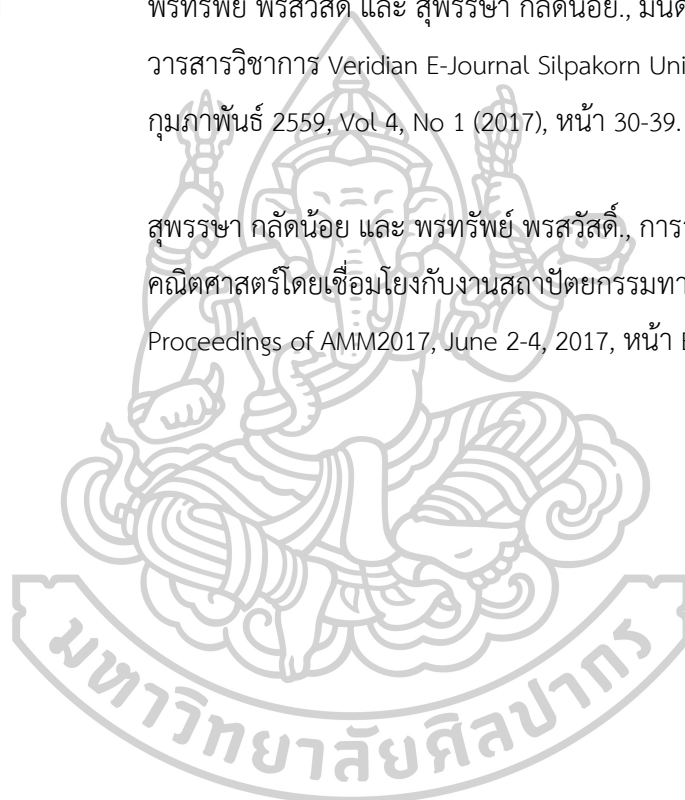 พรทรัพย์ พรสวัสดิ์ และ สุพรรษา กลัดน้อย.,
วารสารวิชาการ Veridian E-Journal Silpakorn Uni
กุมภาพันธ์ 2559, Vol 4, No 1 (2017), หน้า 30-39.
สุพรรษา กลัดน้อย และ พรทรัพย์ พรสวัสดิ์., การ
คณิตศาสตร์โดยเชื่อมโยงกับงานสถาปัตยกรรมทา
Proceedings of AMM2017, June 2-4, 2017, หน้า
มหาวิทยาลัยศิลปากร